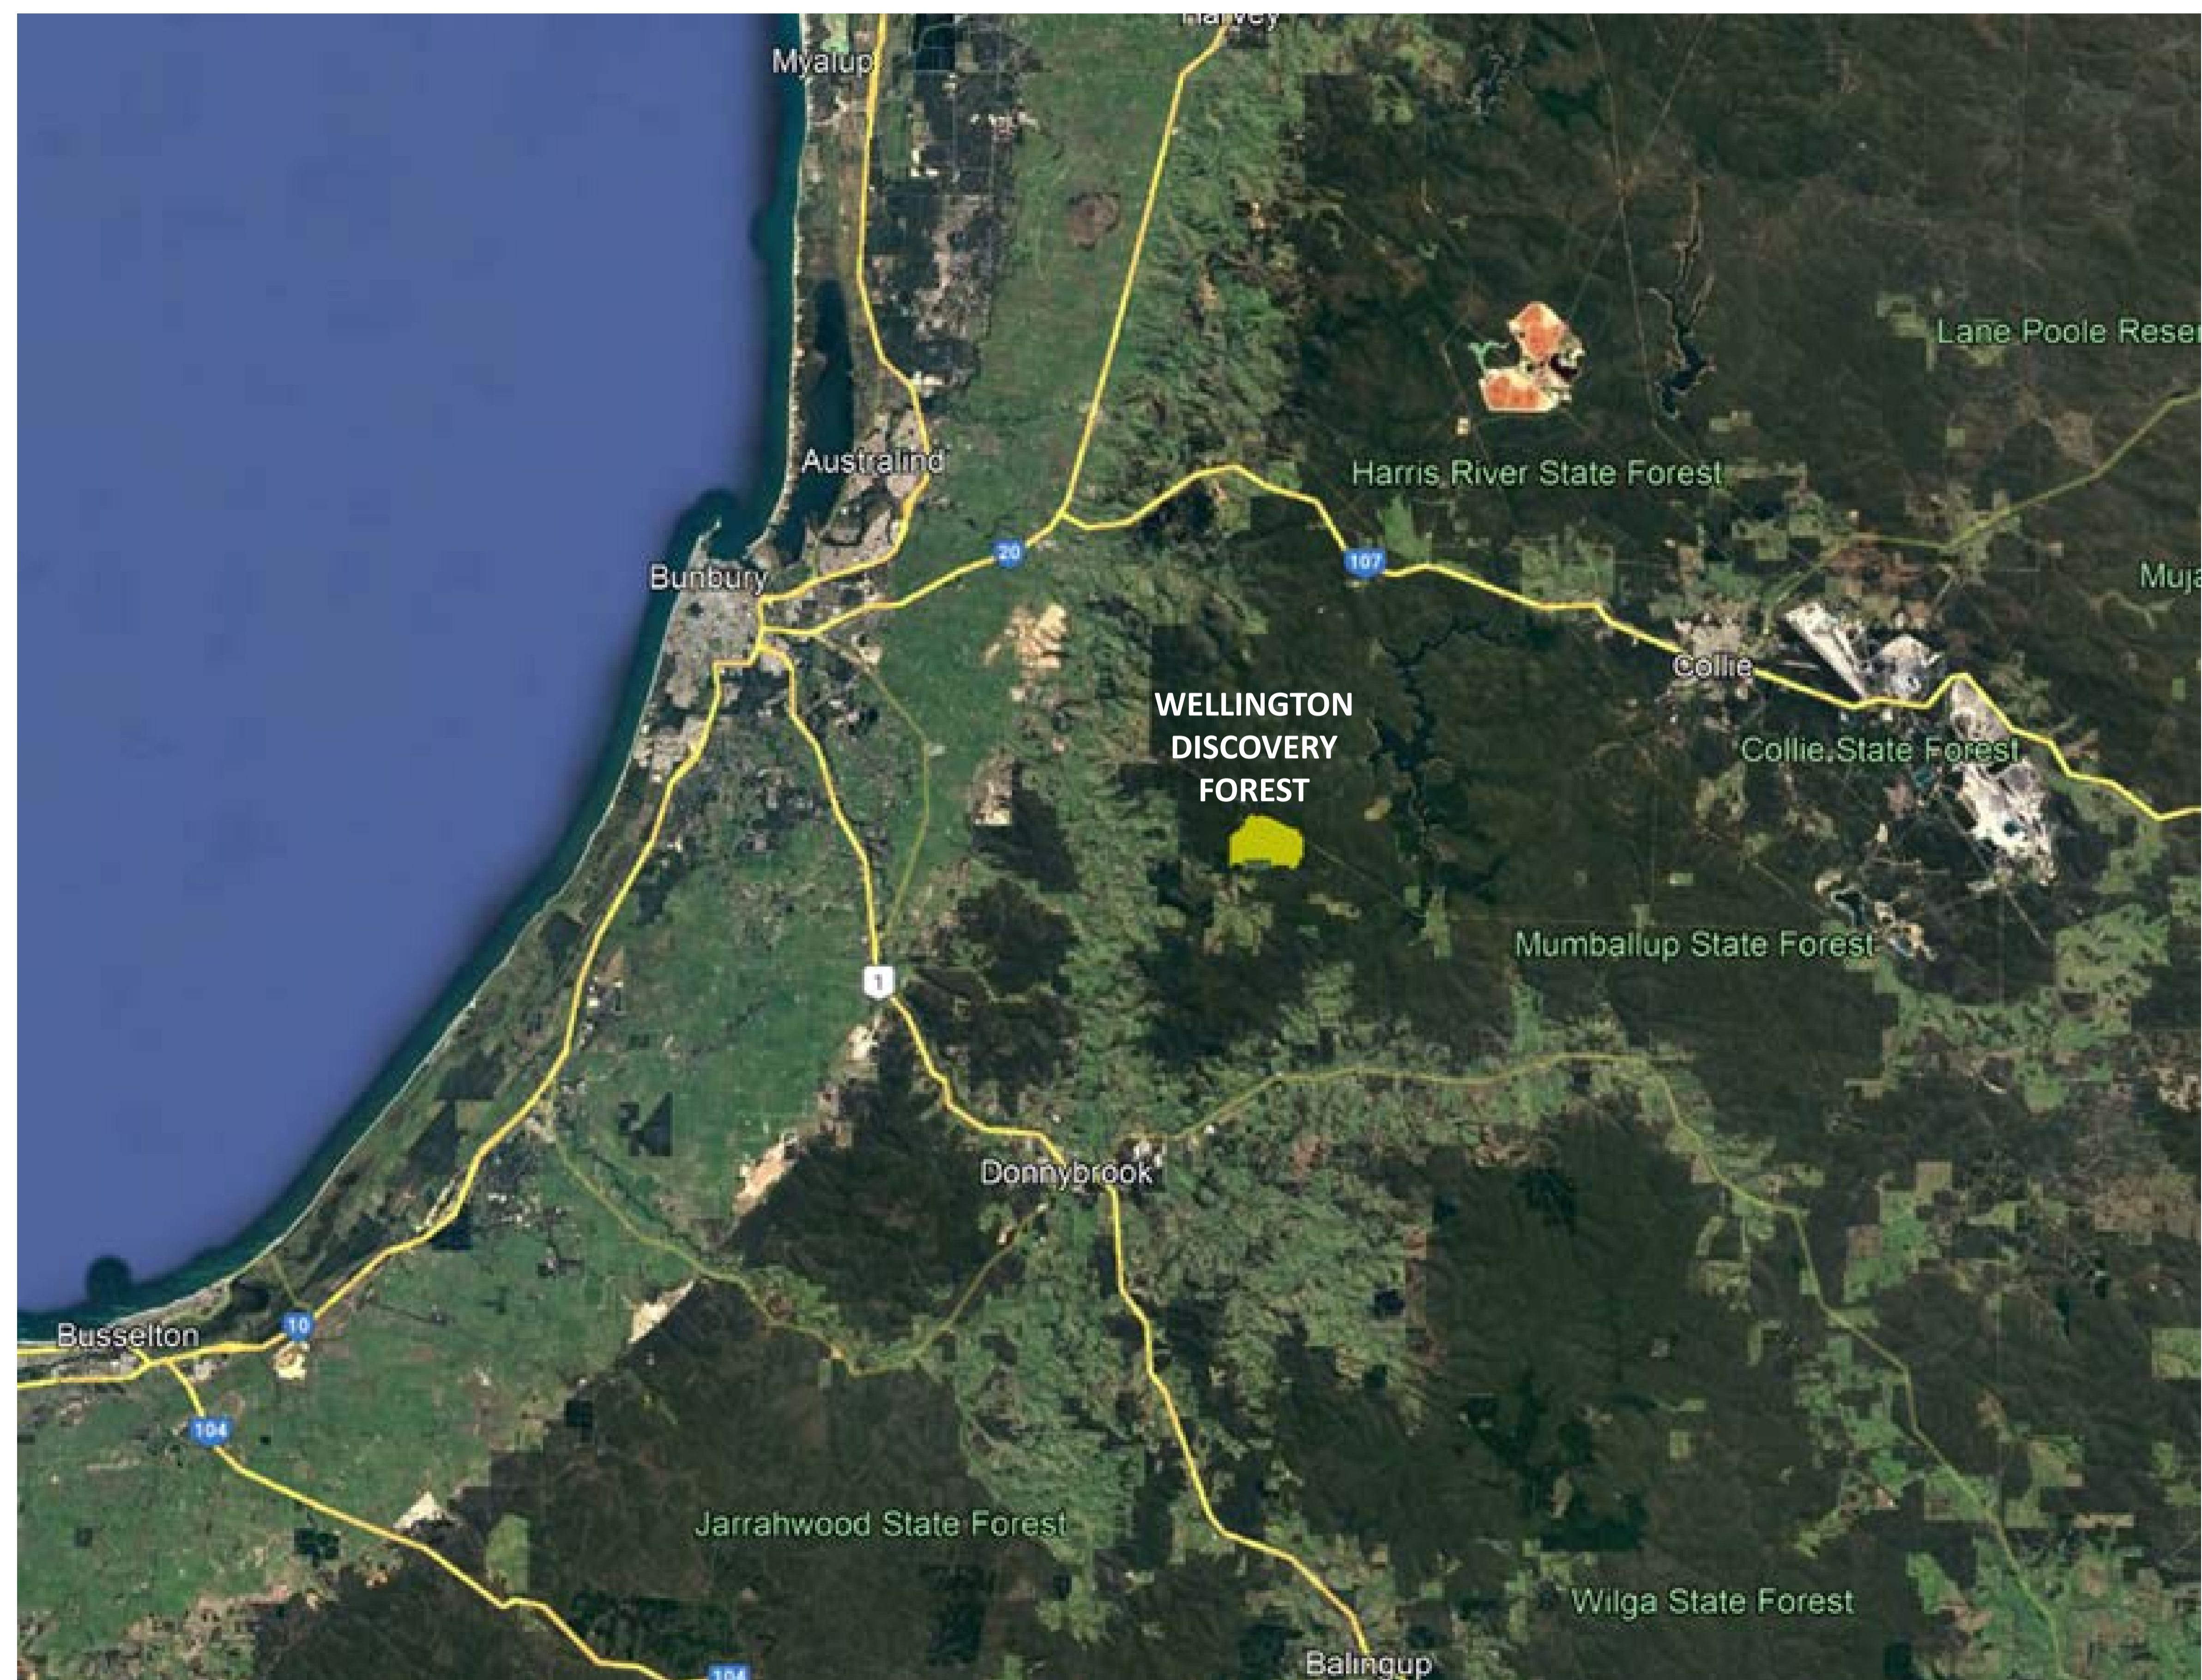 Harvey
Myalup
Lane Poole Reser
Australind
Harris River State Forest
20
107
Bunbury
Muja
Collie
WELLINGTON
DISCOVERY
FOREST
Collie State Forest
Mumballup State Forest
1
Donnybrook
10
Busselton
104
Jarrahwood State Forest
Wilga State Forest
Balingup
104